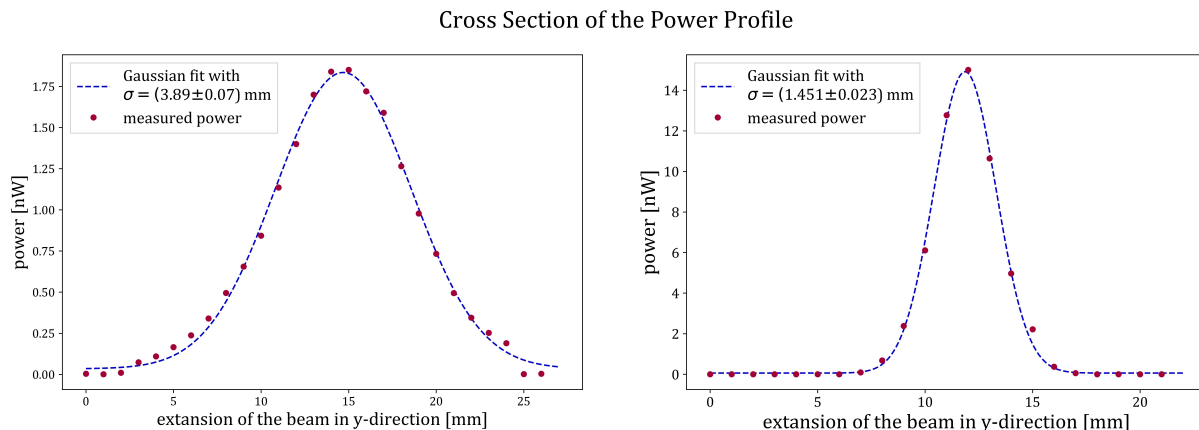 Cross Section of the Power Profile
Gaussian fit with
σ = (3.89±0.07) mm
measured power
power [nW]
1.75
1.50
1.25
1.00
0.75
0.50
0.25
0.00
0 5 10 15 20 25
extansion of the beam in y-direction [mm]
Gaussian fit with
σ = (1.451±0.023) mm
measured power
power [nW]
14
12
10
8
6
4
2
0
0 5 10 15 20
extansion of the beam in y-direction [mm]